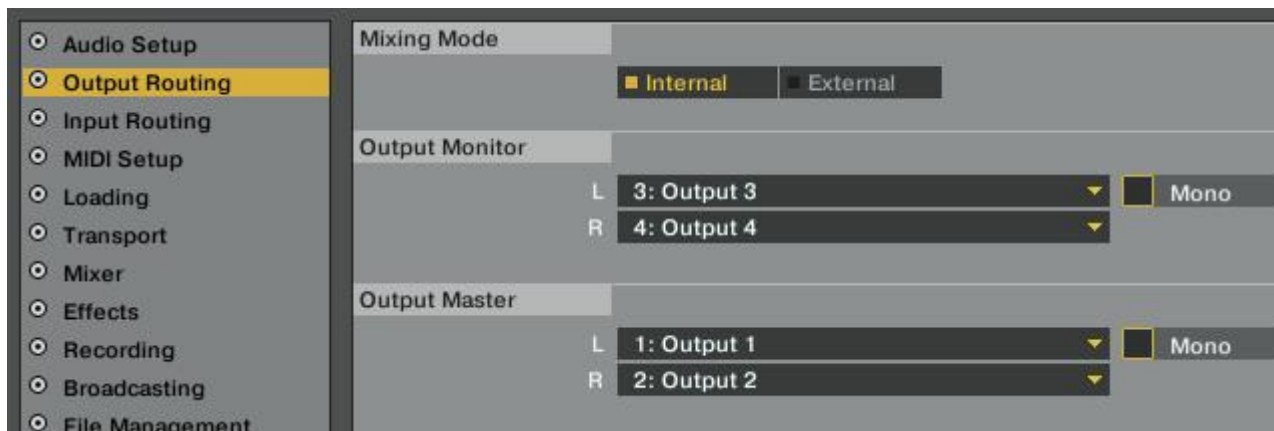 Audio Setup
Output Routing
Input Routing
MIDI Setup
Loading
Transport
Mixer
Effects
Recording
Broadcasting
File Management
Mixing Mode
Internal External
Output Monitor
L 3: Output 3 Mono
R 4: Output 4
Output Master
L 1: Output 1 Mono
R 2: Output 2